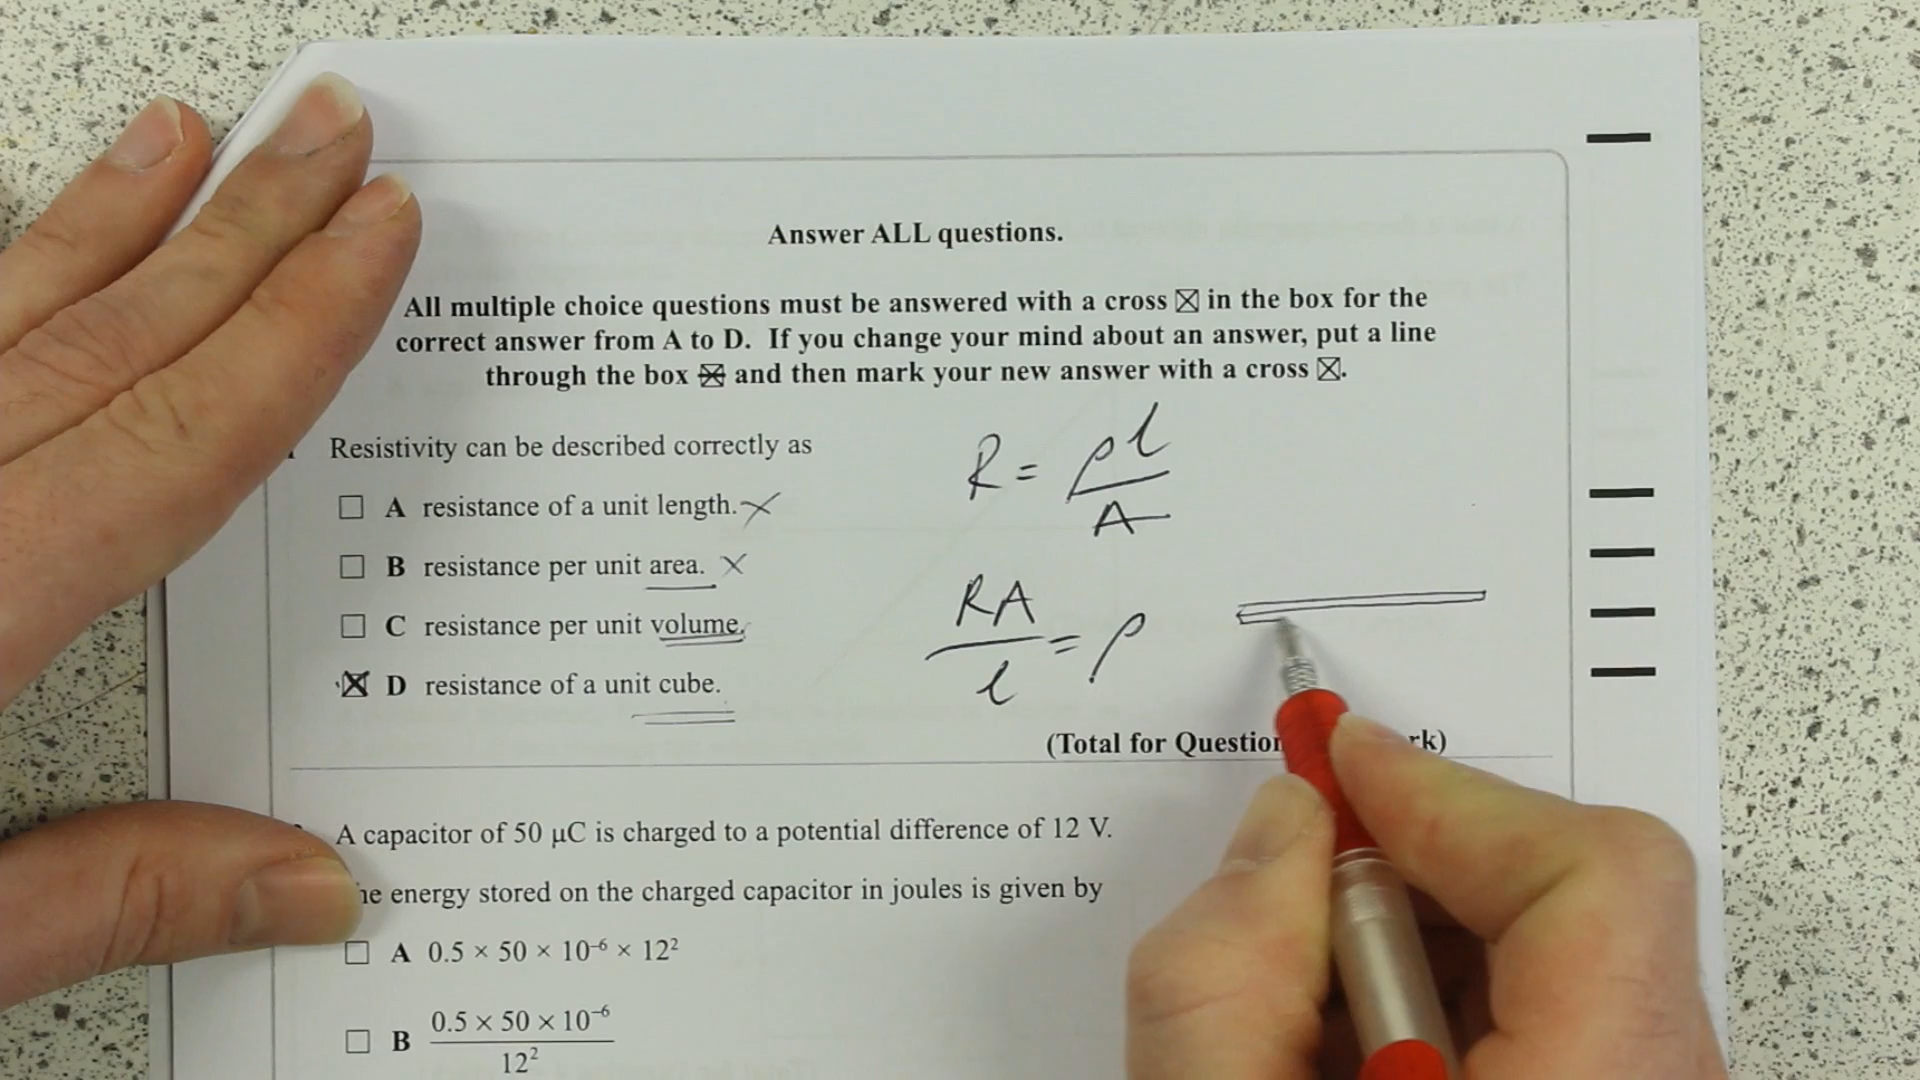 Answer ALL questions.
All multiple choice questions must be answered with a cross ☒ in the box for the
correct answer from A to D. If you change your mind about an answer, put a line
through the box and then mark your new answer with a cross ☒.
Resistivity can be described correctly as
A resistance of a unit length.
B resistance per unit area.
C resistance per unit volume.
D resistance of a unit cube.
R = ρl/A
RA/l = ρ
(Total for
A capacitor of 50 μC is charged to a potential difference of 12 V.
energy stored on the charged capacitor in joules is given by
A 0.5 × 50 × 10⁻⁶ × 12²
B 0.5 × 50 × 10⁻⁶
12²